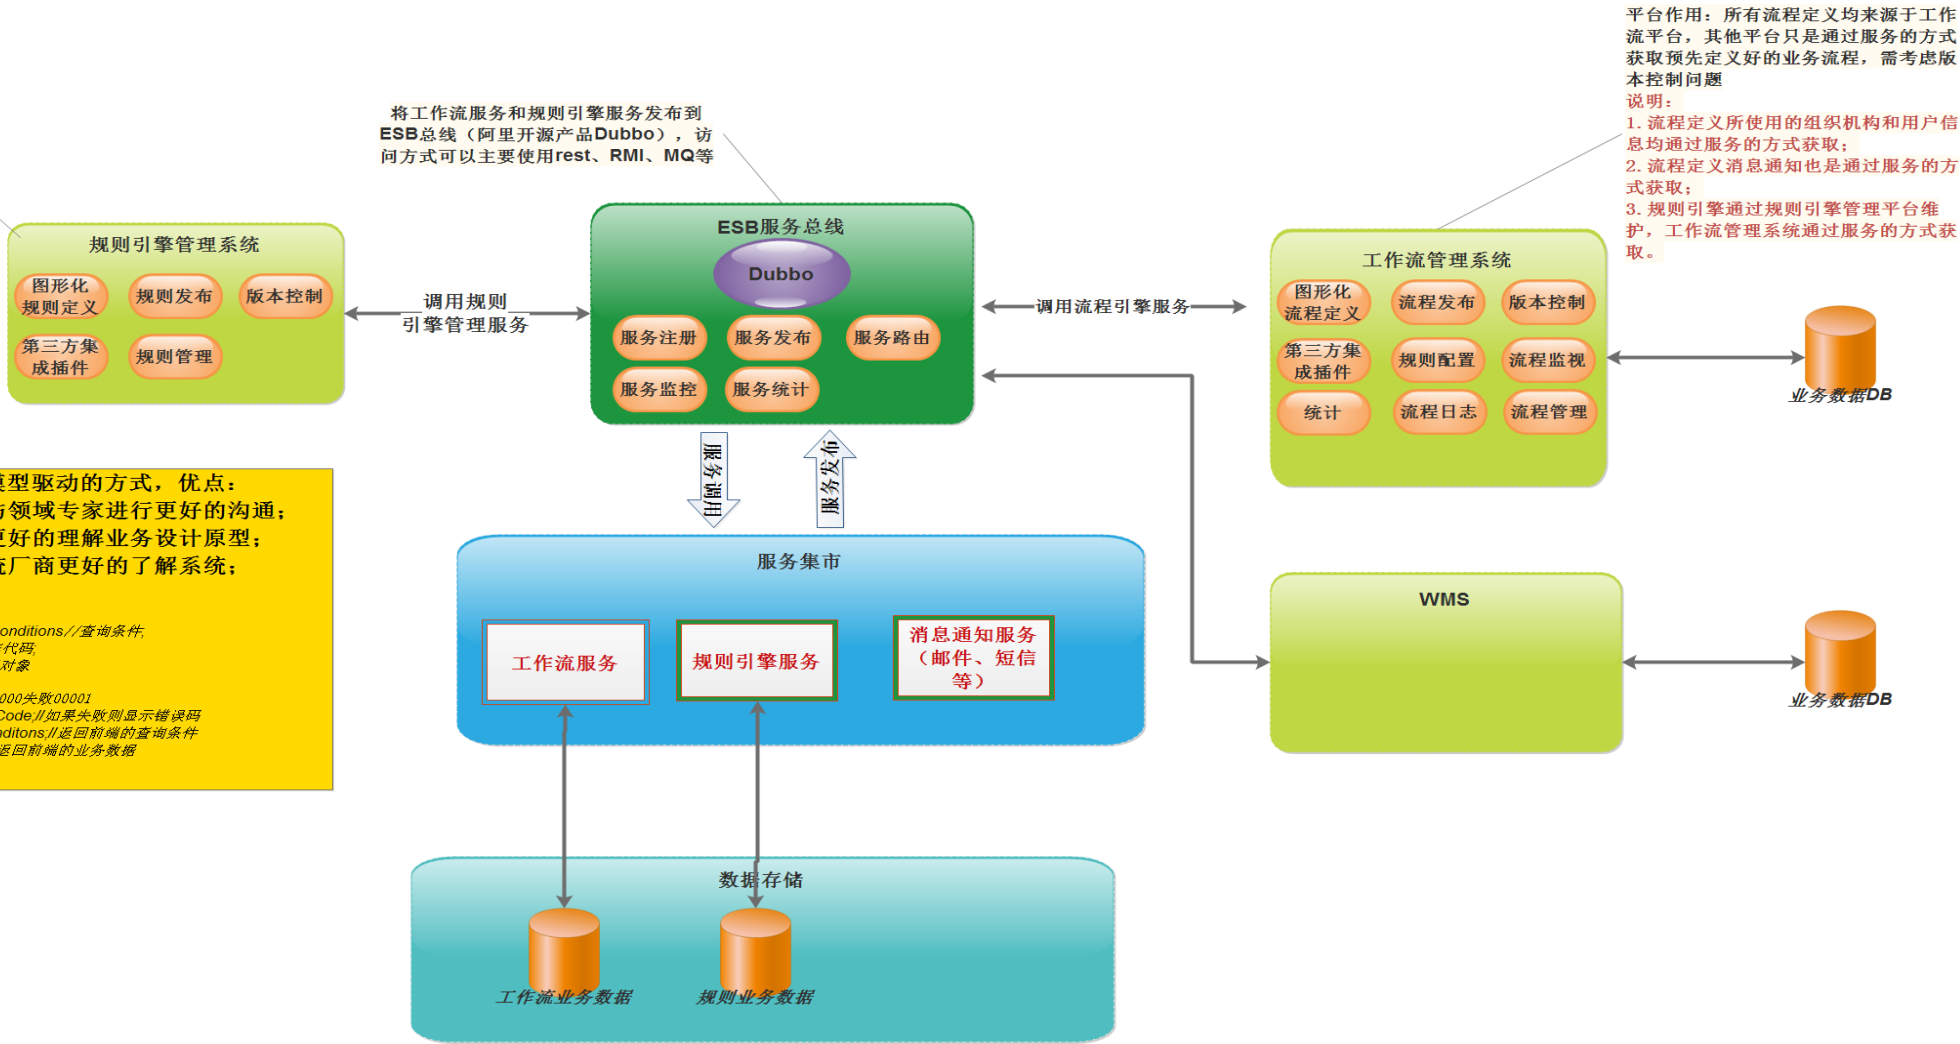 平台作用：所有流程定义均来源于工作
流平台，其他平台只是通过服务的方式
获取预先定义好的业务流程，需考虑版
本控制问题
说明：
1. 流程定义所使用的组织机构和用户信
息均通过服务的方式获取；
2. 流程定义消息通知也是通过服务的方
式获取；
3. 规则引擎通过规则引擎管理平台维
护，工作流管理系统通过服务的方式获
取。
将工作流服务和规则引擎服务发布到
ESB总线（阿里开源产品Dubbo），访
问方式可以主要使用rest、RMI、MQ等
规则引擎管理系统
图形化
规则定义
规则发布
版本控制
第三方集
成插件
规则管理
调用规则
引擎管理服务
ESB服务总线
Dubbo
服务注册
服务发布
服务路由
服务监控
服务统计
调用流程引擎服务
工作流管理系统
图形化
流程定义
流程发布
版本控制
第三方集
成插件
规则配置
流程监视
统计
流程日志
流程管理
业务数据DB
服务调用
服务发布
模型驱动的方式，优点：
与领域专家进行更好的沟通；
更好的理解业务设计原型；
统厂商更好的了解系统；
onditions//查询条件;
代码;
对象
000失败00001
Code;//如果失败则显示错误码
nditons;//返回前端的查询条件
返回前端的业务数据
服务集市
工作流服务
规则引擎服务
消息通知服务
（邮件、短信
等）
WMS
业务数据DB
数据存储
工作流业务数据
规则业务数据